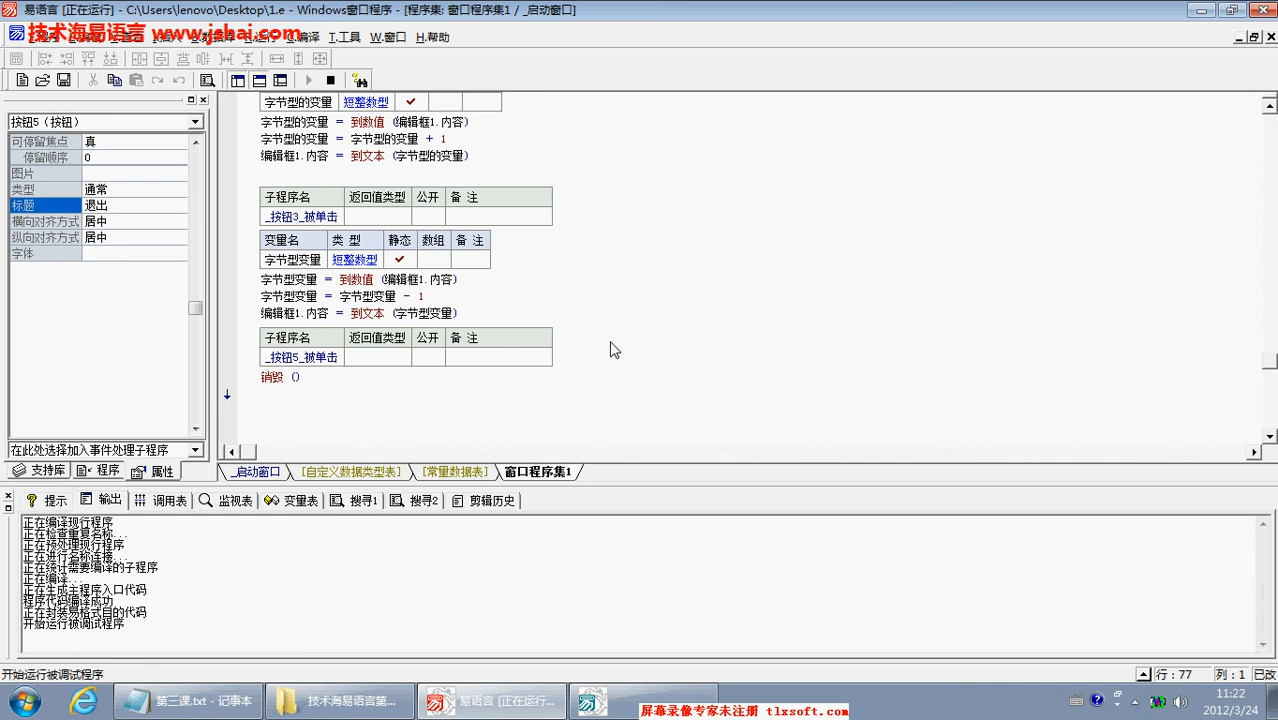 易语言 [正在运行] - C:\Users\lenovo\Desktop\1.e - Windows窗口程序 - [程序集: 窗口程序集1 / _启动窗口]
技术海易语言 www.jshai.com
T.工具 W.窗口 H.帮助
按钮5（按钮）
可停留焦点 真
停留顺序 0
图片
类型 通常
标题 退出
横向对齐方式 居中
纵向对齐方式 居中
字体
在此处选择加入事件处理子程序
支持库 程序 属性
字节型的变量 短整数型 ✓
字节型的变量 = 到数值 (编辑框1.内容)
字节型的变量 = 字节型的变量 + 1
编辑框1.内容 = 到文本 (字节型的变量)
子程序名 返回值类型 公开 备 注
_按钮3_被单击
变量名 类 型 静态 数组 备 注
字节型变量 短整数型 ✓
字节型变量 = 到数值 (编辑框1.内容)
字节型变量 = 字节型变量 - 1
编辑框1.内容 = 到文本 (字节型变量)
子程序名 返回值类型 公开 备 注
_按钮5_被单击
销毁 ()
_启动窗口 [自定义数据类型表] [常量数据表] 窗口程序集1
提示 输出 调用表 监视表 变量表 搜寻1 搜寻2 剪辑历史
正在编译现行程序
正在检查重复名称...
正在预处理现行程序
正在进行名称连接...
正在统计需要编译的子程序
正在编译...
正在生成主程序入口代码
程序代码编译成功
正在封装易格式目的代码
开始运行被调试程序
开始运行被调试程序 行:77 列:1 已改
第三课.txt - 记事本 技术海易语言第... 易语言 [正在运行...
屏幕录像专家未注册 tlxsoft.com
11:22
2012/3/24